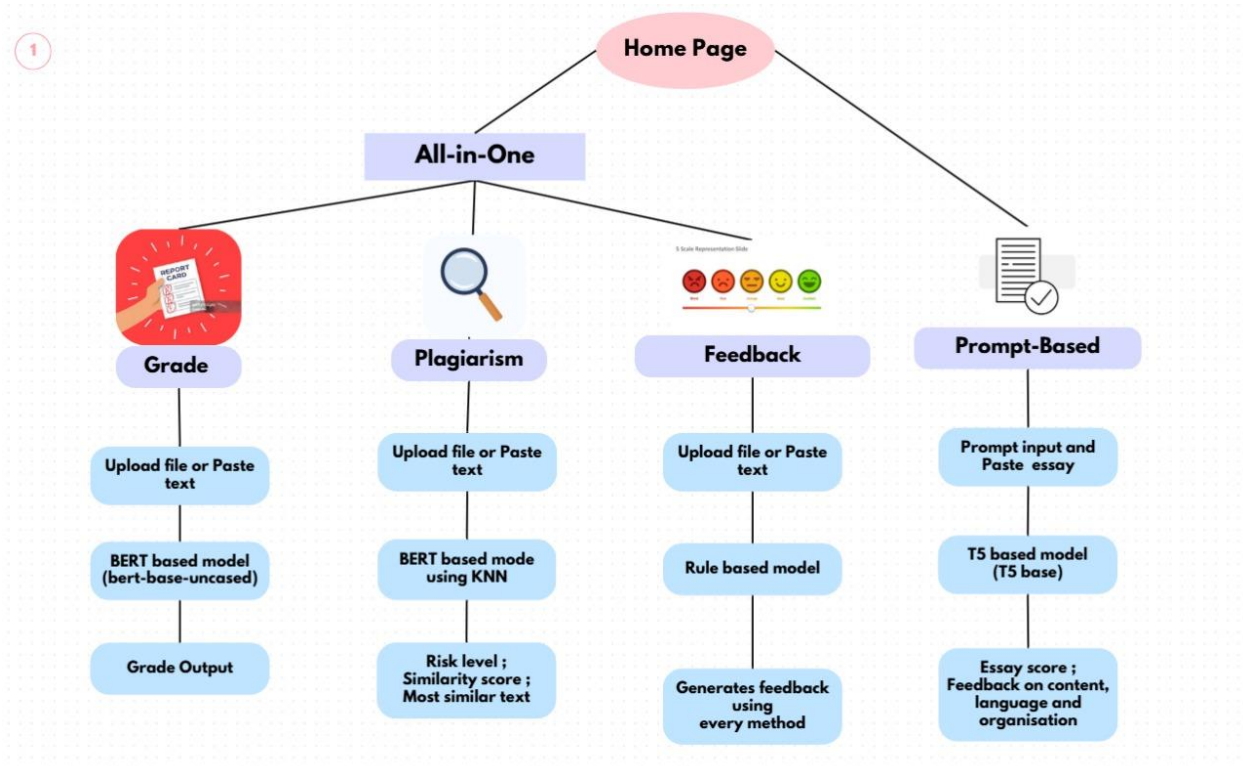 1
Home Page
All-in-One
REPORT
CARD
5 Scale Representation Slide
Grade
Plagiarism
Feedback
Prompt-Based
Upload file or Paste
text
Upload file or Paste
text
Upload file or Paste
text
Prompt input and
Paste essay
BERT based model
(bert-base-uncased)
BERT based mode
using KNN
Rule based model
T5 based model
(T5 base)
Grade Output
Risk level ;
Similarity score ;
Most similar text
Generates feedback
using
every method
Essay score ;
Feedback on content,
language and
organisation